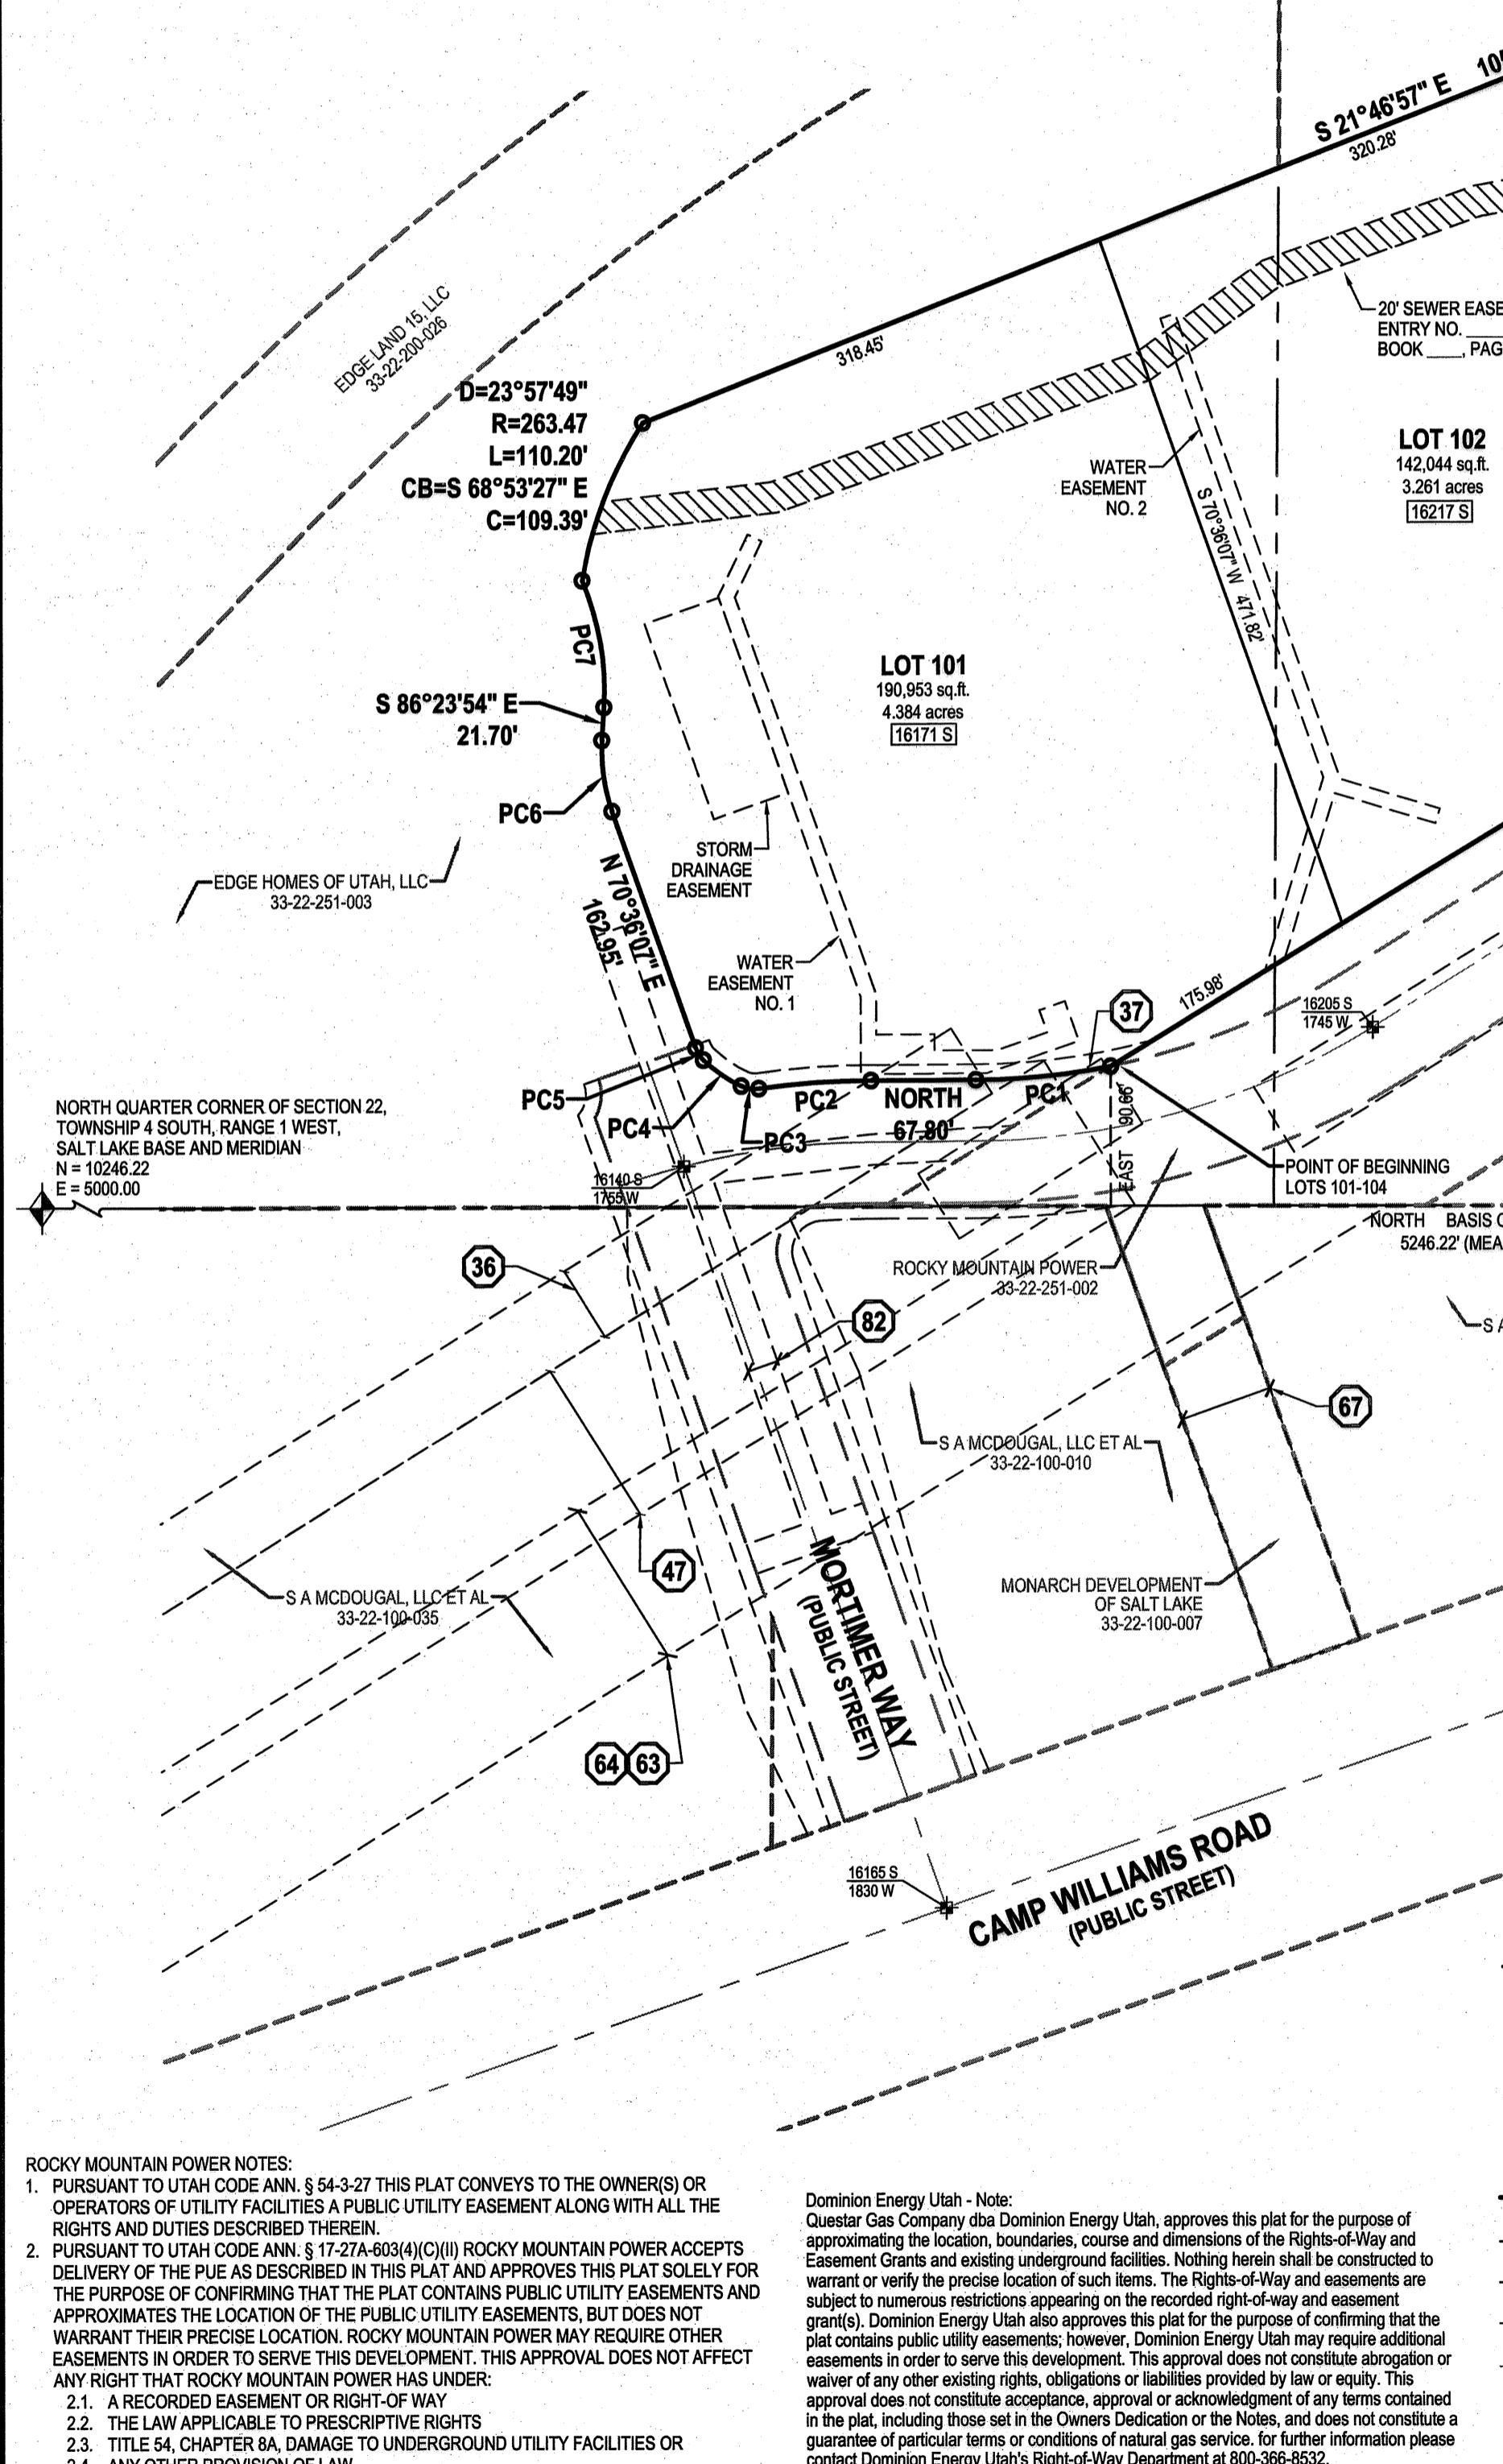 S 21°46'57" E
320.28'
20' SEWER
ENTRY NO. ____
BOOK ____,
EDGE LAND 15, LLC
33-22-200-026
318.45'
D=23°57'49"
R=263.47
L=110.20'
CB=S 68°53'27" E
C=109.39'
WATER
EASEMENT
NO. 2
S 70°36'07" W 471.82'
LOT 102
142,044 sq.ft.
3.261 acres
16217 S
PC7
LOT 101
190,953 sq.ft.
4.384 acres
16171 S
S 86°23'54" E
21.70'
PC6
STORM
DRAINAGE
EASEMENT
EDGE HOMES OF UTAH, LLC
33-22-251-003
N 70°36'07" E
162.95'
WATER
EASEMENT
NO. 1
37
175.98'
16205 S
1745 W
PC5
PC4
PC3
PC2
NORTH
67.80'
PC1
EAST 90.66'
NORTH QUARTER CORNER OF SECTION 22,
TOWNSHIP 4 SOUTH, RANGE 1 WEST,
SALT LAKE BASE AND MERIDIAN
N = 10246.22
E = 5000.00
16140 S
1755 W
POINT OF BEGINNING
LOTS 101-104
NORTH BASIS
5246.22'
36
ROCKY MOUNTAIN POWER
33-22-251-002
82
S A MCDOUGAL, LLC ET AL
33-22-100-010
67
47
S A MCDOUGAL, LLC ET AL
33-22-100-035
MONARCH DEVELOPMENT
OF SALT LAKE
33-22-100-007
MORTIMER WAY
(PUBLIC STREET)
64 63
16165 S
1830 W
CAMP WILLIAMS ROAD
(PUBLIC STREET)
ROCKY MOUNTAIN POWER NOTES:
1. PURSUANT TO UTAH CODE ANN. § 54-3-27 THIS PLAT CONVEYS TO THE OWNER(S) OR
OPERATORS OF UTILITY FACILITIES A PUBLIC UTILITY EASEMENT ALONG WITH ALL THE
RIGHTS AND DUTIES DESCRIBED THEREIN.
2. PURSUANT TO UTAH CODE ANN. § 17-27A-603(4)(C)(II) ROCKY MOUNTAIN POWER ACCEPTS
DELIVERY OF THE PUE AS DESCRIBED IN THIS PLAT AND APPROVES THIS PLAT SOLELY FOR
THE PURPOSE OF CONFIRMING THAT THE PLAT CONTAINS PUBLIC UTILITY EASEMENTS AND
APPROXIMATES THE LOCATION OF THE PUBLIC UTILITY EASEMENTS, BUT DOES NOT
WARRANT THEIR PRECISE LOCATION. ROCKY MOUNTAIN POWER MAY REQUIRE OTHER
EASEMENTS IN ORDER TO SERVE THIS DEVELOPMENT. THIS APPROVAL DOES NOT AFFECT
ANY RIGHT THAT ROCKY MOUNTAIN POWER HAS UNDER:
2.1. A RECORDED EASEMENT OR RIGHT-OF WAY
2.2. THE LAW APPLICABLE TO PRESCRIPTIVE RIGHTS
2.3. TITLE 54, CHAPTER 8A, DAMAGE TO UNDERGROUND UTILITY FACILITIES OR
2.4. ANY OTHER PROVISION OF LAW
Dominion Energy Utah - Note:
Questar Gas Company dba Dominion Energy Utah, approves this plat for the purpose of
approximating the location, boundaries, course and dimensions of the Rights-of-Way and
Easement Grants and existing underground facilities. Nothing herein shall be constructed to
warrant or verify the precise location of such items. The Rights-of-Way and easements are
subject to numerous restrictions appearing on the recorded right-of-way and easement
grant(s). Dominion Energy Utah also approves this plat for the purpose of confirming that the
plat contains public utility easements; however, Dominion Energy Utah may require additional
easements in order to serve this development. This approval does not constitute abrogation or
waiver of any other existing rights, obligations or liabilities provided by law or equity. This
approval does not constitute acceptance, approval or acknowledgment of any terms contained
in the plat, including those set in the Owners Dedication or the Notes, and does not constitute a
guarantee of particular terms or conditions of natural gas service. for further information please
contact Dominion Energy Utah's Right-of-Way Department at 800-366-8532.